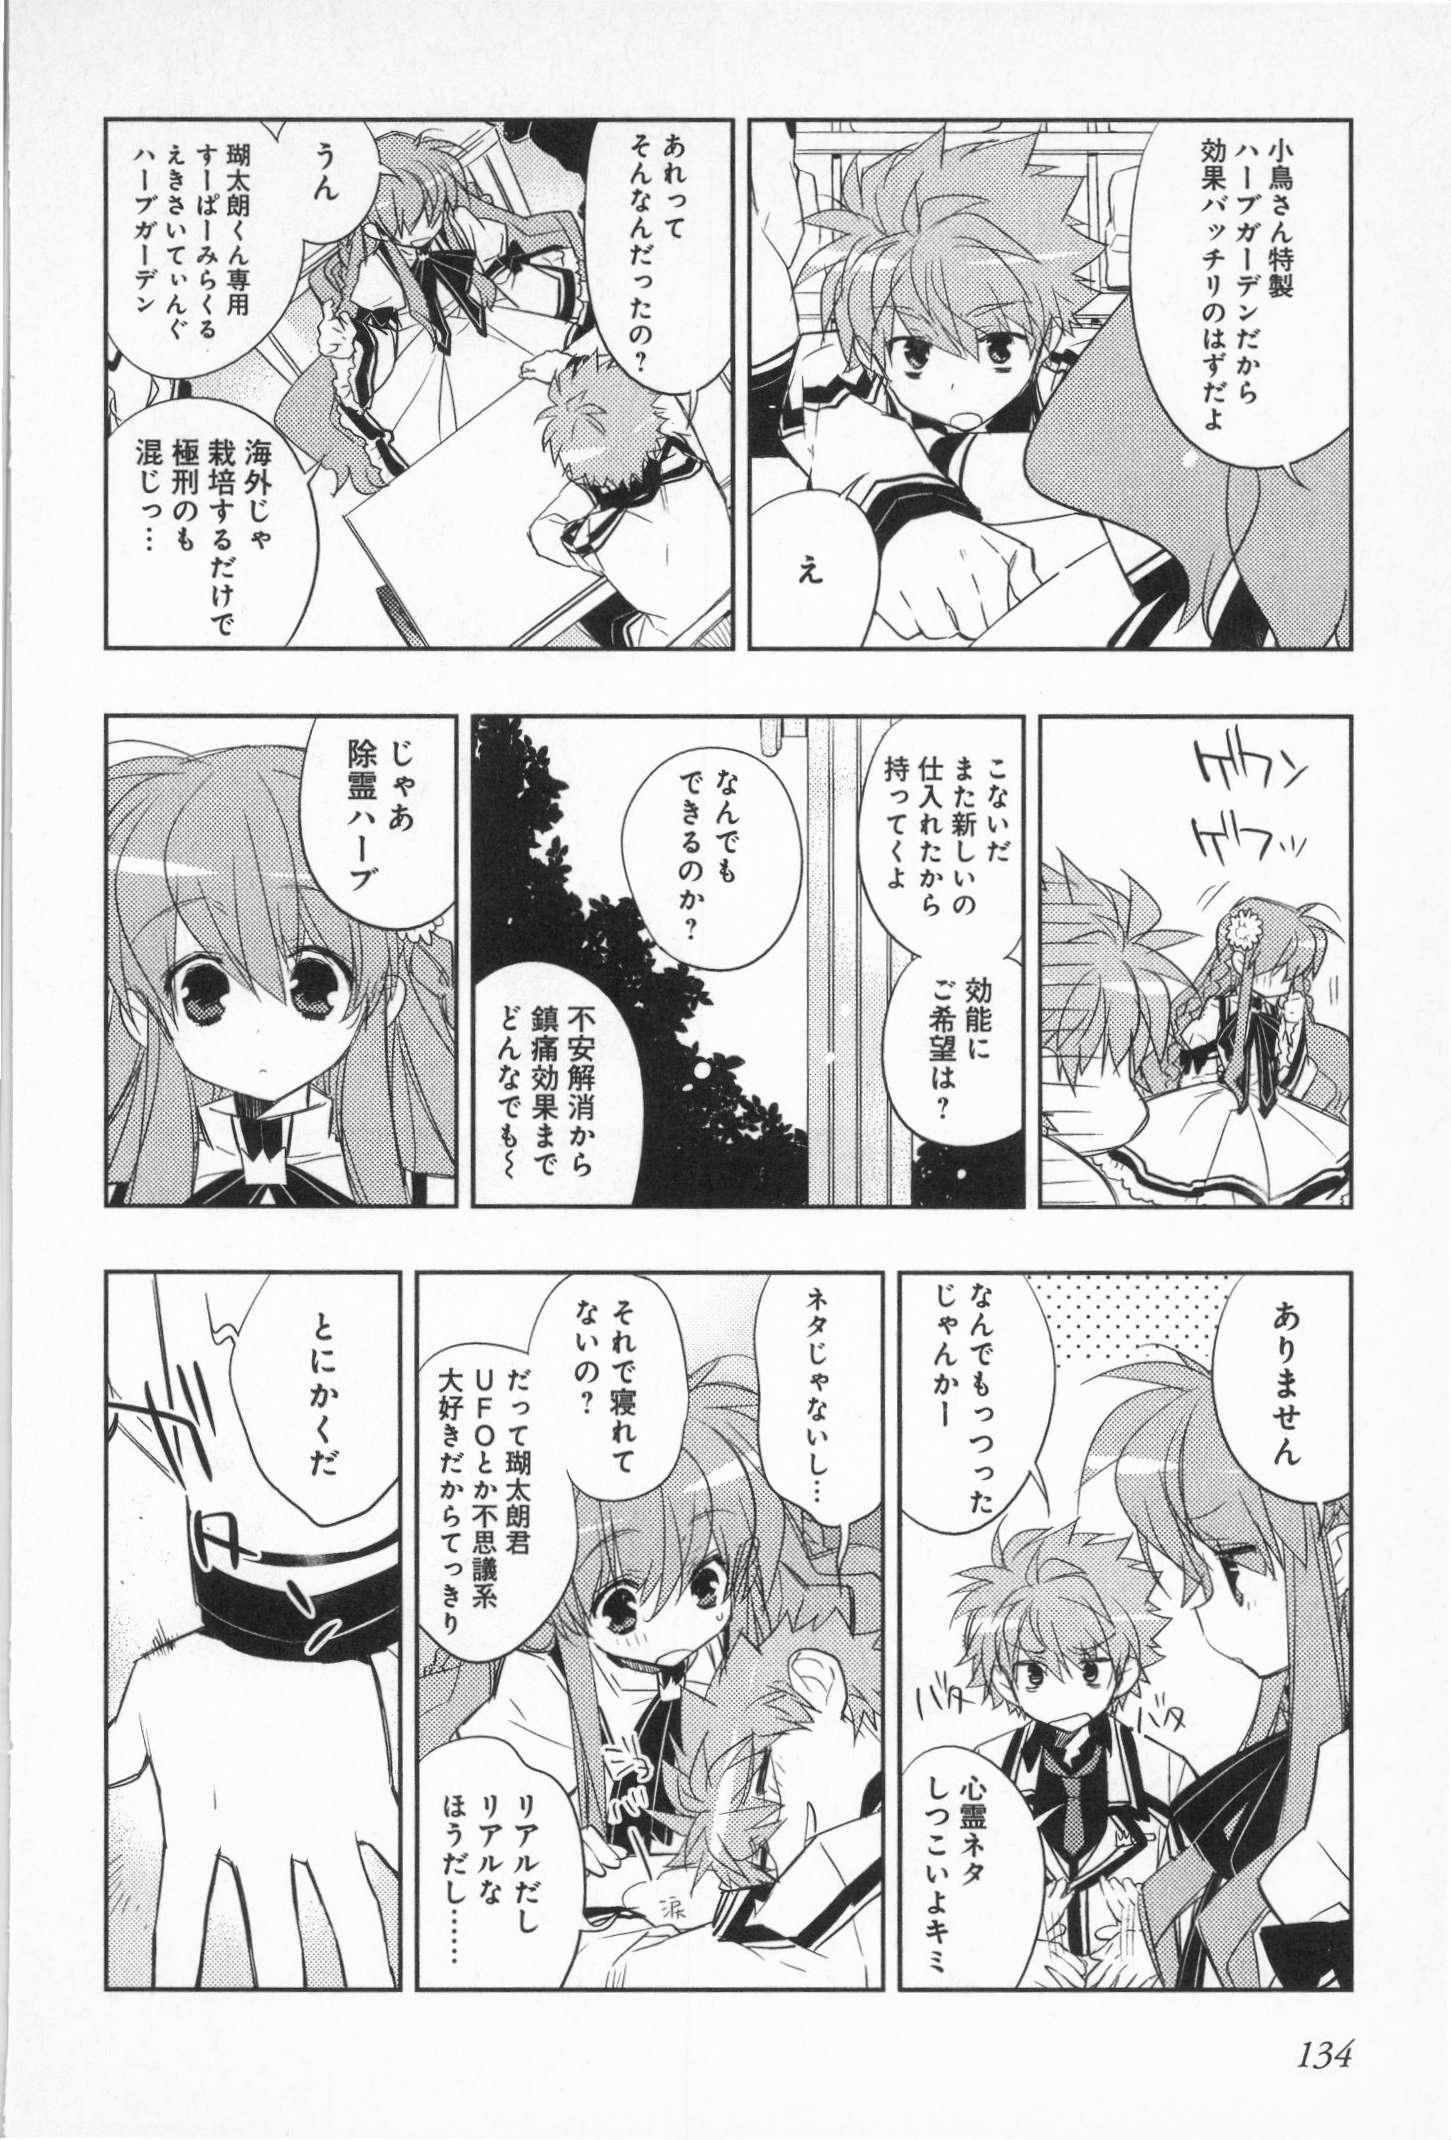 小鳥さん特製
ハーブガーデンだから
効果バッチリのはずだよ
え
あれって
そんなんだったの？
うん
瑚太朗くん専用
すーぱーみらくる
えきさいてぃんぐ
ハーブガーデン
海外じゃ
栽培するだけで
極刑のも
混じっ…
ゲフン
ゲフッ
こないだ
また新しいの
仕入れたから
持ってくよ
効能に
ご希望は？
なんでも
できるのか？
不安解消から
鎮痛効果まで
どんなでも〜
じゃあ
除霊ハーブ
ありません
なんでもっつった
じゃんかー
バタ
バタ
心霊ネタ
しつこいよキミ
ネタじゃないし…
それで寝れて
ないの？
だって瑚太朗君
UFOとか不思議系
大好きだからてっきり
涙
リアルだし
リアルな
ほうだし……
とにかくだ
134